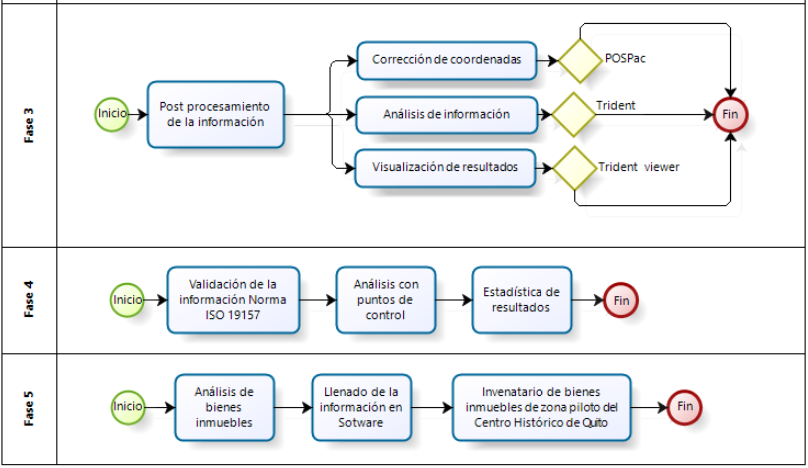 Fase 3
Inicio
Post procesamiento
de la información
Corrección de coordenadas
POSPac
Análisis de información
Trident
Visualización de resultados
Trident viewer
Fin
Fase 4
Inicio
Validación de la
información Norma
ISO 19157
Análisis con
puntos de
control
Estadística de
resultados
Fin
Fase 5
Inicio
Análisis de
bienes
inmuebles
Llenado de la
información en
Sotware
Invenatario de bienes
inmuebles de zona piloto del
Centro Histórico de Quito
Fin